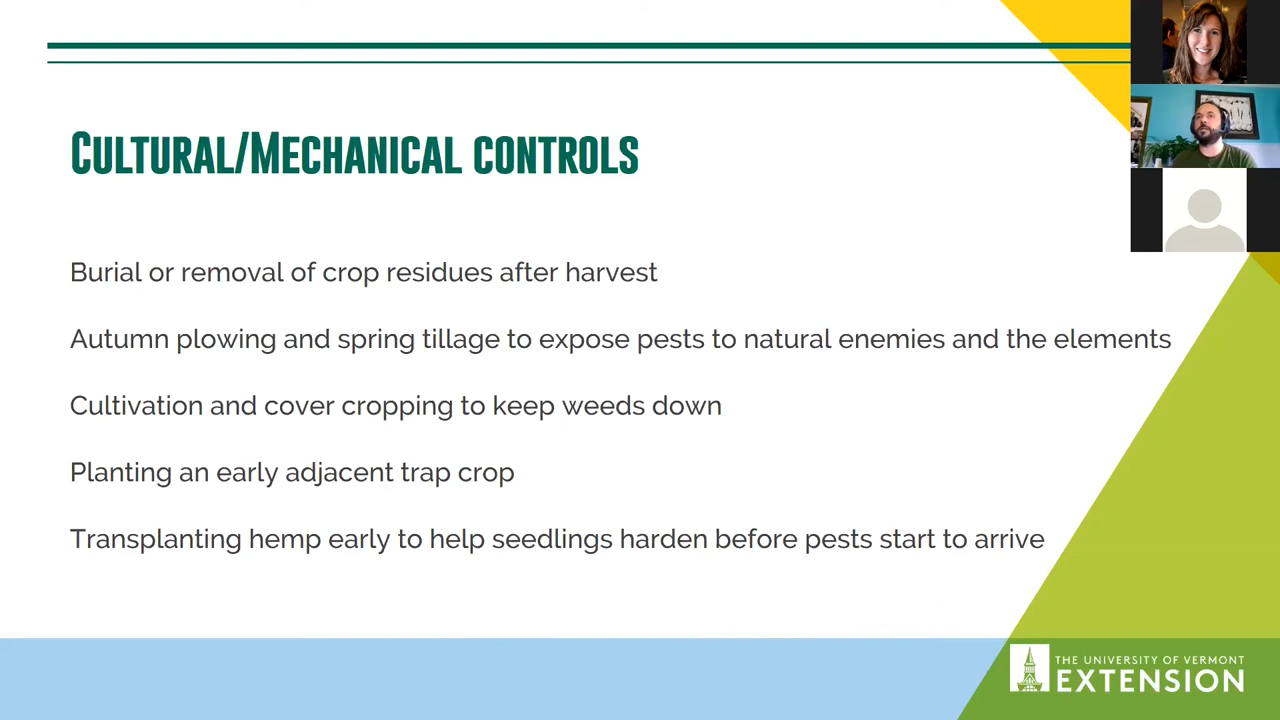 Cultural/Mechanical controls
Burial or removal of crop residues after harvest
Autumn plowing and spring tillage to expose pests to natural enemies and the elements
Cultivation and cover cropping to keep weeds down
Planting an early adjacent trap crop
Transplanting hemp early to help seedlings harden before pests start to arrive
THE UNIVERSITY OF VERMONT
EXTENSION